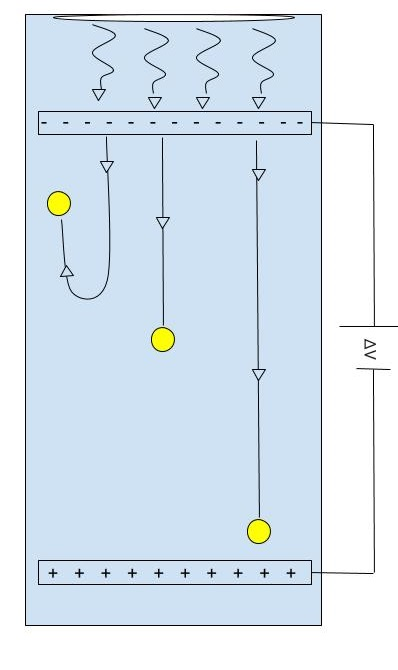 - - - - - - - - - - - - -
ΔV
+ + + + + + + + + +